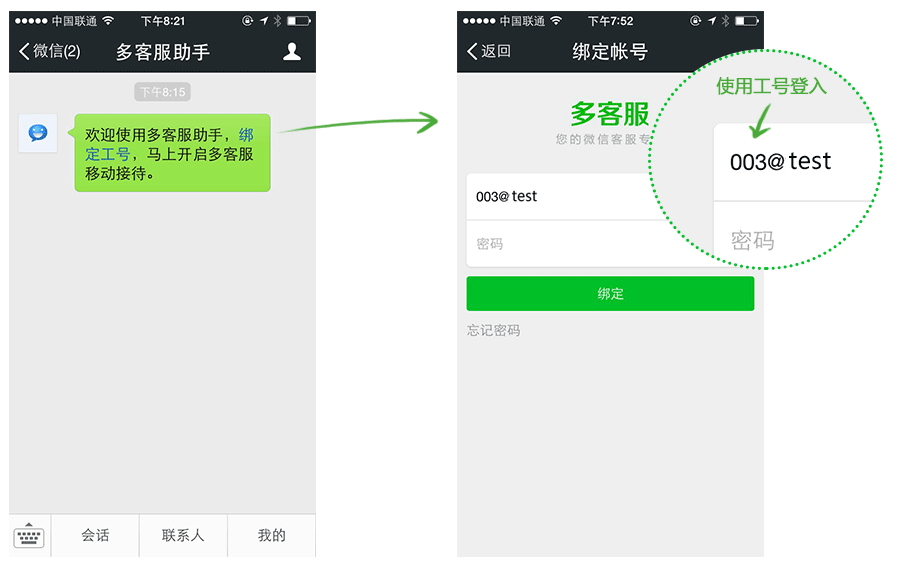 中国联通 下午8:21
微信(2) 多客服助手
下午8:15
欢迎使用多客服助手，绑
定工号，马上开启多客服
移动接待。
会话 联系人 我的
中国联通 下午7:52
返回 绑定帐号
多客服
您的微信客服专
003@test
密码
绑定
忘记密码
使用工号登入
003@test
密码